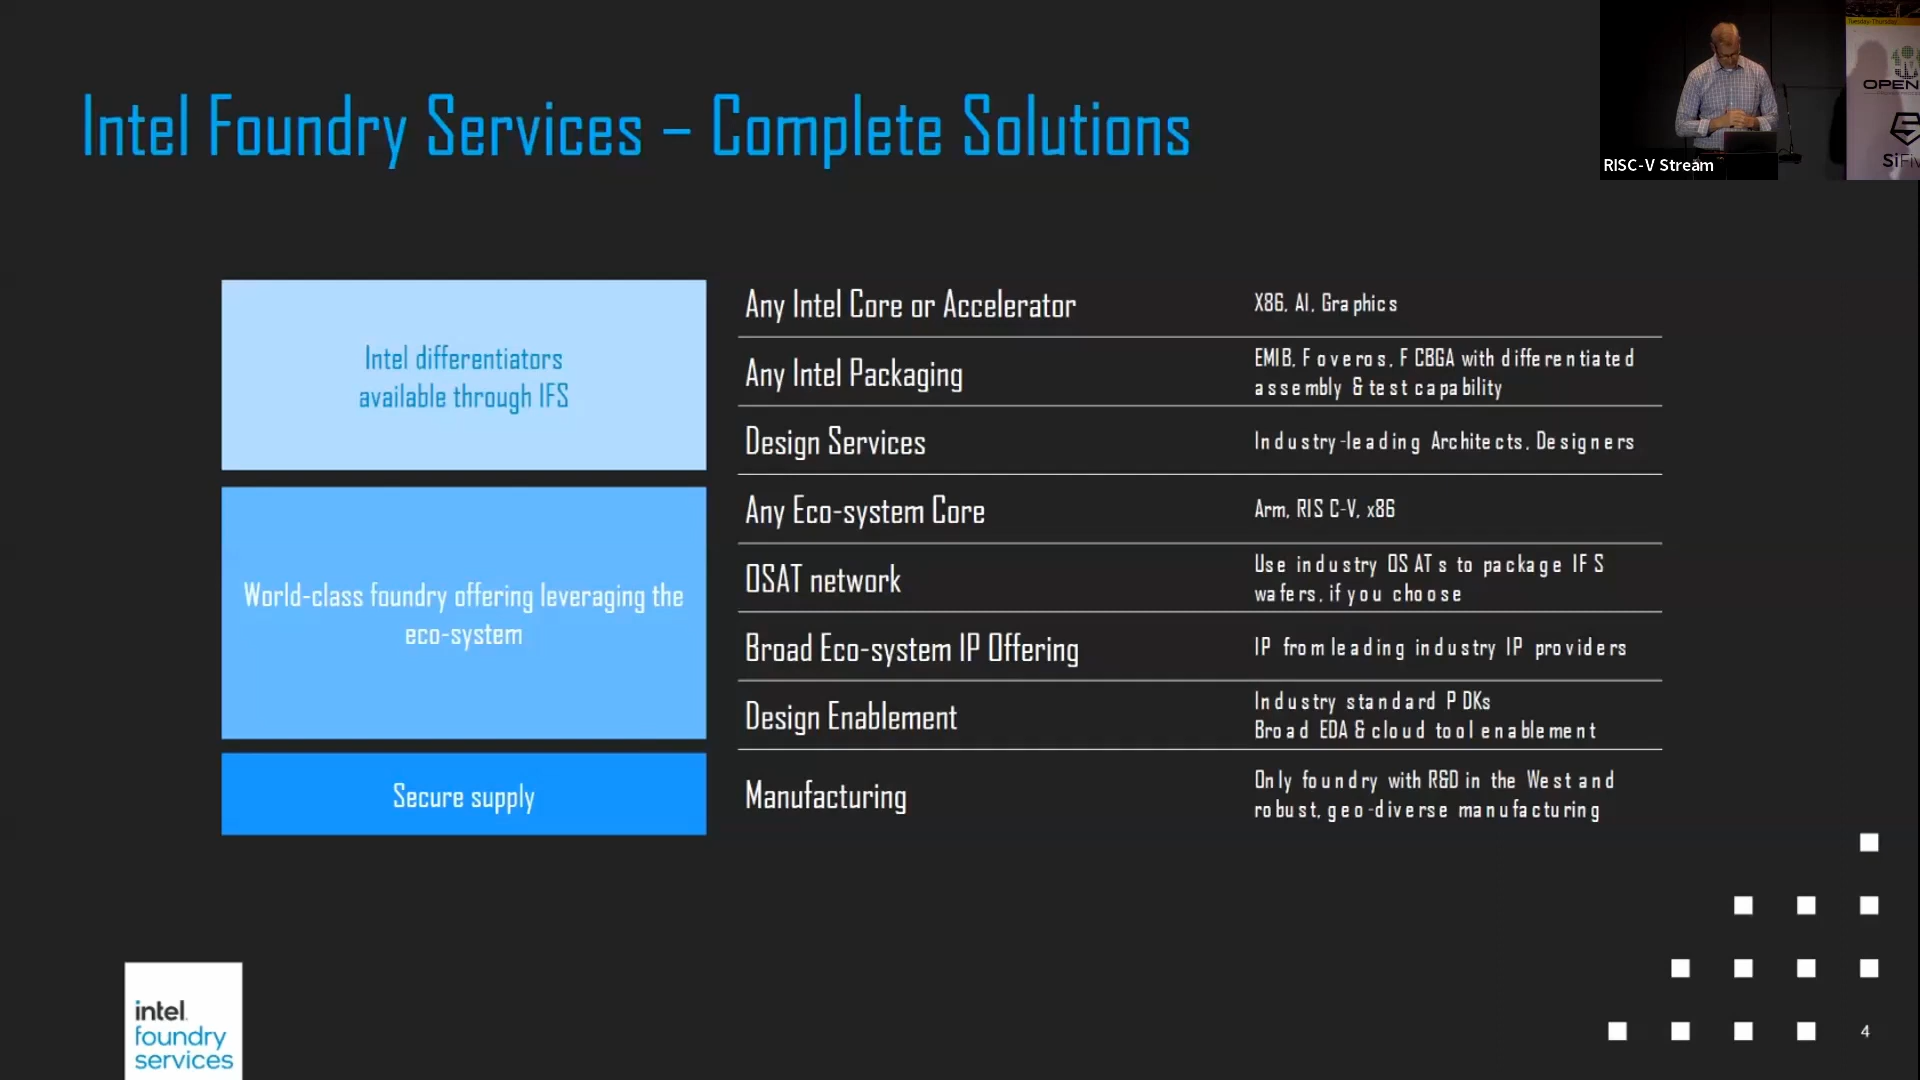 Intel Foundry Services – Complete Solutions
Tuesday-Thursday
OPEN
RISC-V Stream
Intel differentiators
available through IFS
World-class foundry offering leveraging the
eco-system
Secure supply
Any Intel Core or Accelerator
X86, AI, Graphics
Any Intel Packaging
EMIB, Foveros, FCBGA with differentiated
assembly & test capability
Design Services
Industry-leading Architects, Designers
Any Eco-system Core
Arm, RISC-V, x86
OSAT network
Use industry OSATs to package IFS
wafers, if you choose
Broad Eco-system IP Offering
IP from leading industry IP providers
Design Enablement
Industry standard PDKs
Broad EDA & cloud tool enablement
Manufacturing
Only foundry with R&D in the West and
robust, geo-diverse manufacturing
intel.
foundry
services
4